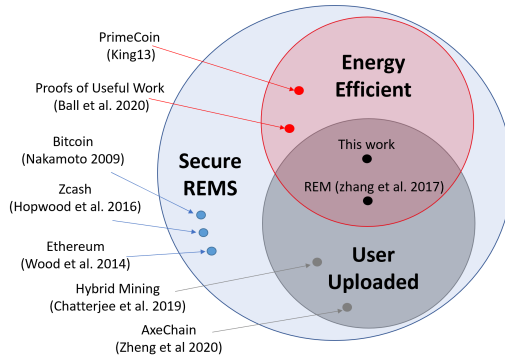 PrimeCoin
(King13)
Proofs of Useful Work
(Ball et al. 2020)
Bitcoin
(Nakamoto 2009)
Zcash
(Hopwood et al. 2016)
Ethereum
(Wood et al. 2014)
Hybrid Mining
(Chatterjee et al. 2019)
AxeChain
(Zheng et al 2020)
Secure
REMS
Energy
Efficient
This work
REM (zhang et al. 2017)
User
Uploaded